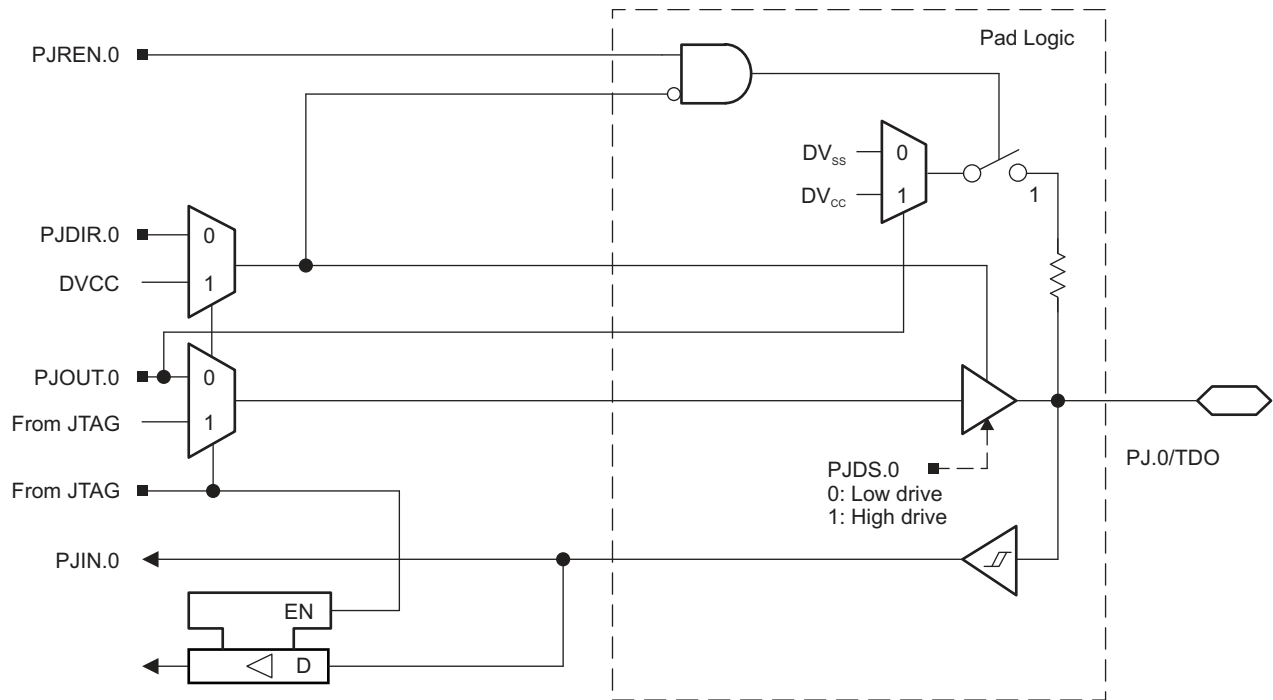 Pad Logic
PJREN.0
DVSS
0
DVCC
1
1
PJDIR.0
0
DVCC
1
PJOUT.0
0
From JTAG
1
PJDS.0
0: Low drive
1: High drive
PJ.0/TDO
From JTAG
PJIN.0
EN
D